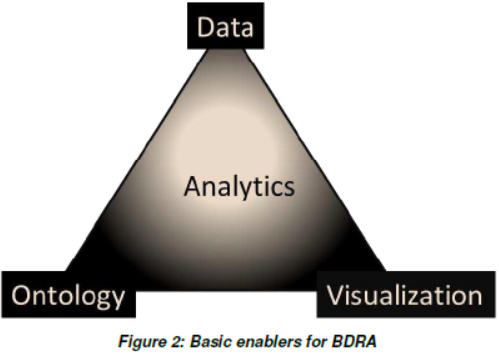 Data
Analytics
Ontology
Visualization
Figure 2: Basic enablers for BDRA